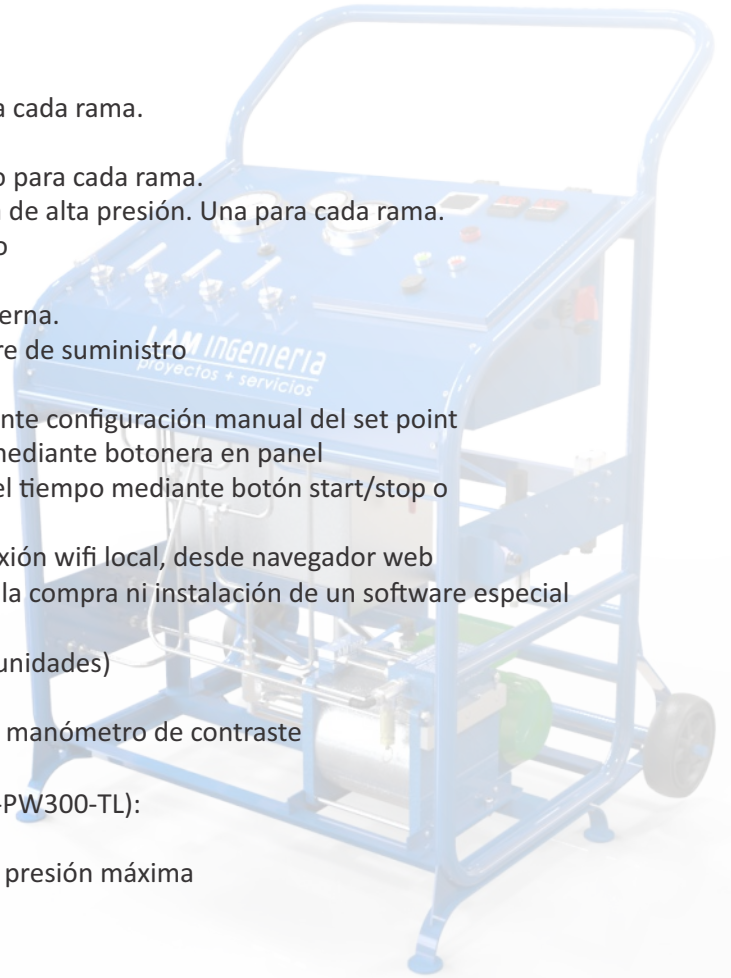 a cada rama.
o para cada rama.
de alta presión. Una para cada rama.
o
erna.
LAM INGENIERIA
re de suministro
proyectos + servicios
nte configuración manual del set point
mediante botonera en panel
el tiempo mediante botón start/stop o
xión wifi local, desde navegador web
la compra ni instalación de un software especial
unidades)
manómetro de contraste
-PW300-TL):
presión máxima